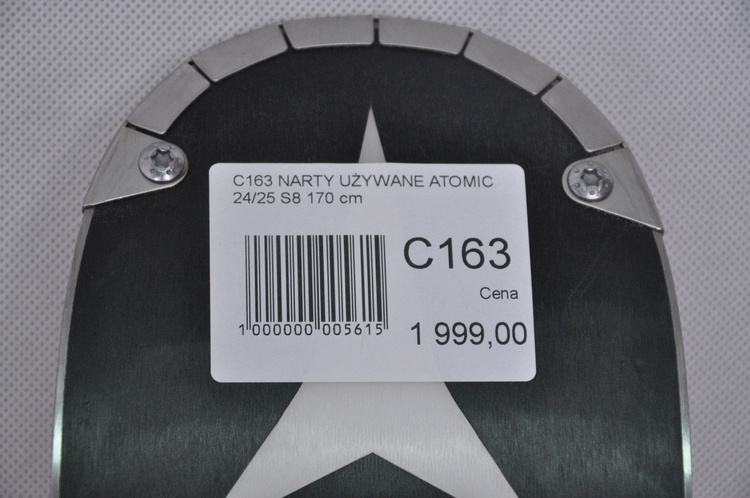 C163 NARTY UŻYWANE ATOMIC
24/25 S8 170 cm
C163
Cena
1 000000 005615
1 999,00